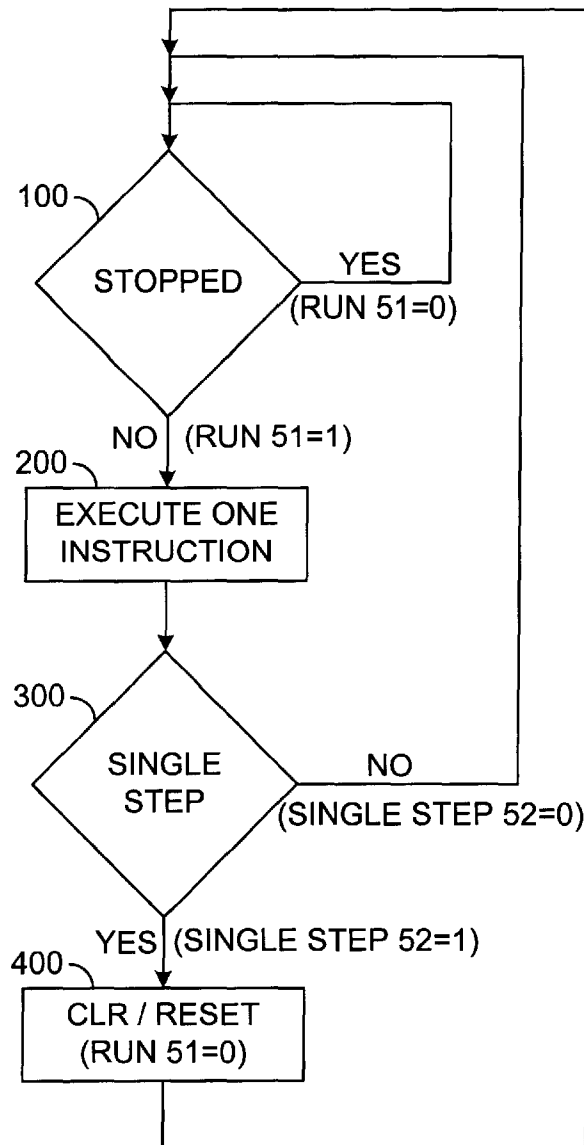 100
STOPPED
YES
(RUN 51=0)
NO (RUN 51=1)
200
EXECUTE ONE
INSTRUCTION
300
SINGLE
STEP
NO
(SINGLE STEP 52=0)
YES (SINGLE STEP 52=1)
400
CLR / RESET
(RUN 51=0)